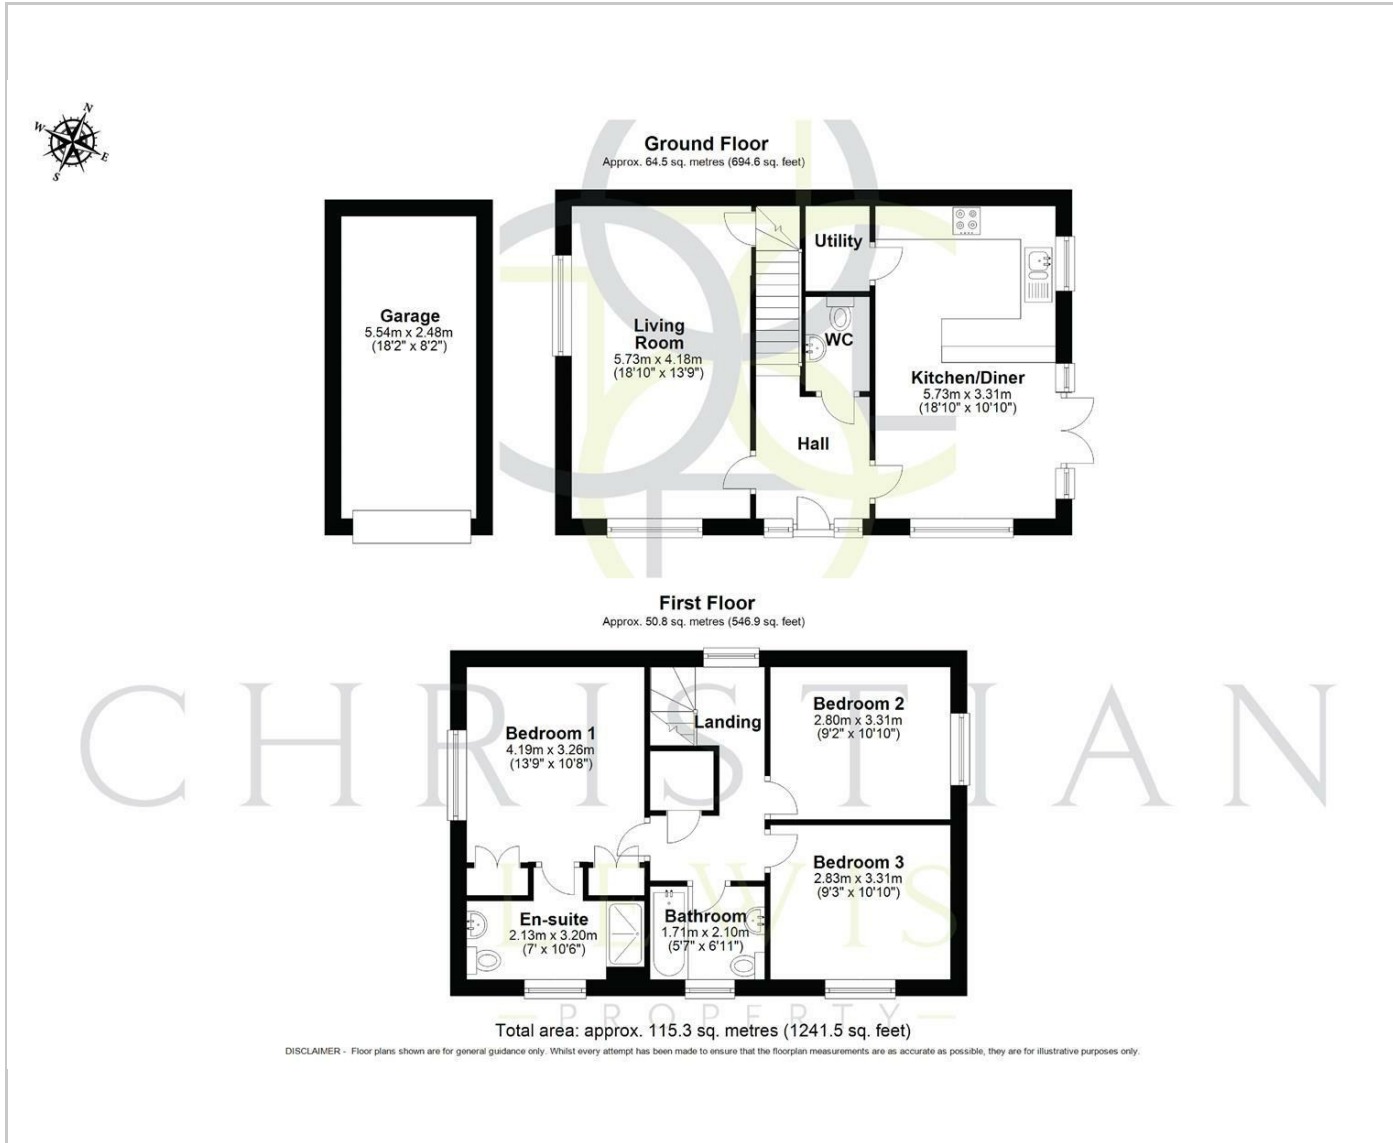 N
W
E
S
Ground Floor
Approx. 64.5 sq. metres (694.6 sq. feet)
Garage
5.54m x 2.48m
(18'2" x 8'2")
Living
Room
5.73m x 4.18m
(18'10" x 13'9")
Utility
WC
Hall
Kitchen/Diner
5.73m x 3.31m
(18'10" x 10'10")
First Floor
Approx. 50.8 sq. metres (546.9 sq. feet)
Bedroom 1
4.19m x 3.26m
(13'9" x 10'8")
Landing
Bedroom 2
2.80m x 3.31m
(9'2" x 10'10")
Bedroom 3
2.83m x 3.31m
(9'3" x 10'10")
En-suite
2.13m x 3.20m
(7' x 10'6")
Bathroom
1.71m x 2.10m
(5'7" x 6'11")
CHRISTIAN
LEWIS
PROPERTY
Total area: approx. 115.3 sq. metres (1241.5 sq. feet)
DISCLAIMER - Floor plans shown are for general guidance only. Whilst every attempt has been made to ensure that the floorplan measurements are as accurate as possible, they are for illustrative purposes only.